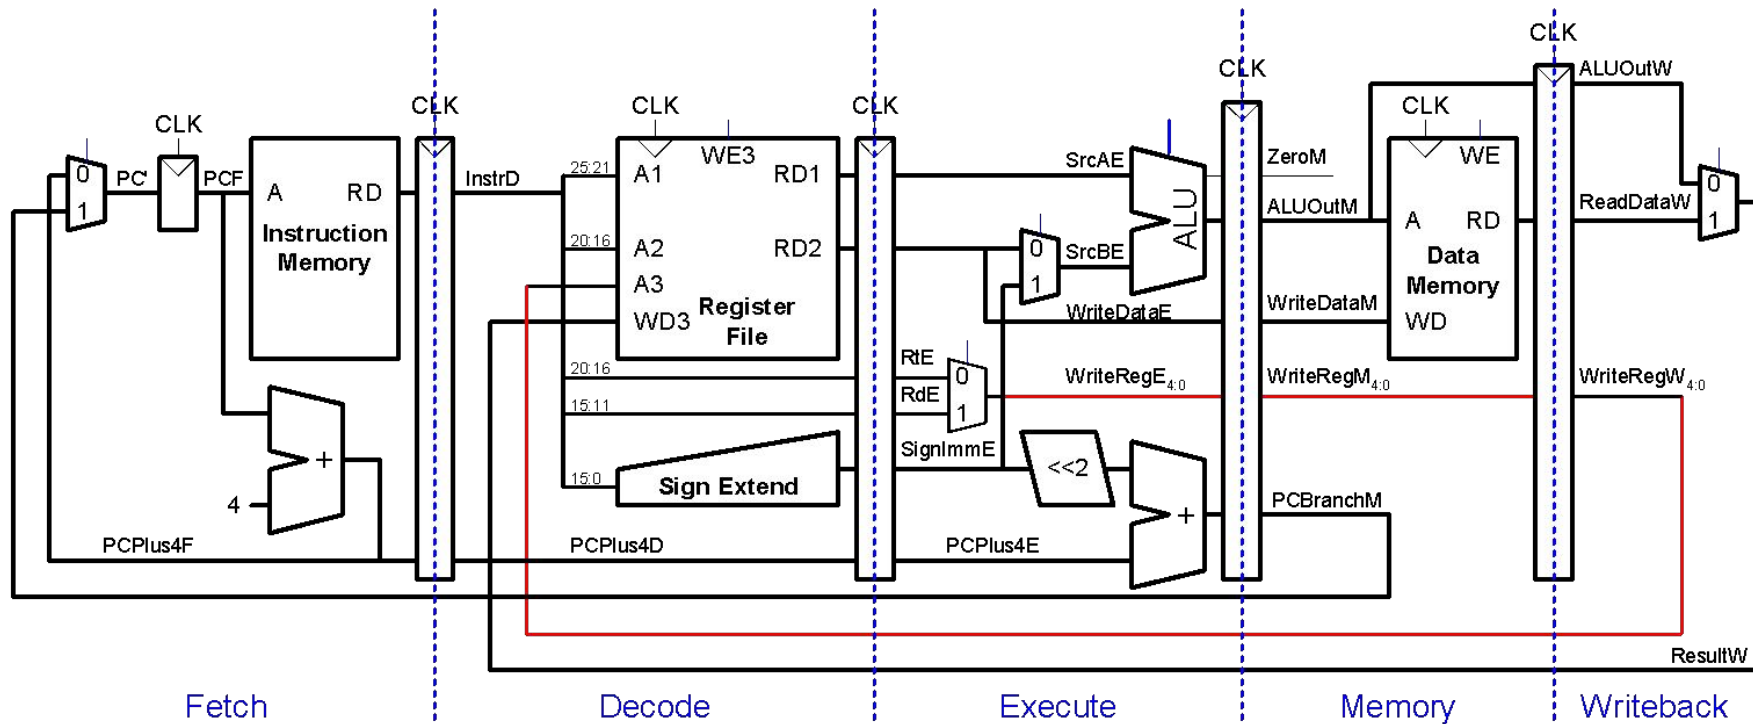 CLK
ALUOutW
CLK
CLK
CLK
CLK
CLK
CLK
CLK
0
1
PC'
PCF
A
RD
Instruction
Memory
InstrD
25:21
20:16
A1
A2
A3
WD3
WE3
RD1
RD2
Register
File
SrcAE
0
1
SrcBE
ALU
ZeroM
ALUOutM
WE
A
RD
Data
Memory
WD
ReadDataW
0
1
WriteDataE
WriteDataM
20:16
15:11
RtE
RdE
0
1
WriteRegE4:0
WriteRegM4:0
WriteRegW4:0
SignImmE
15:0
Sign Extend
<<2
+
4
+
PCBranchM
PCPlus4F
PCPlus4D
PCPlus4E
ResultW
Fetch
Decode
Execute
Memory
Writeback